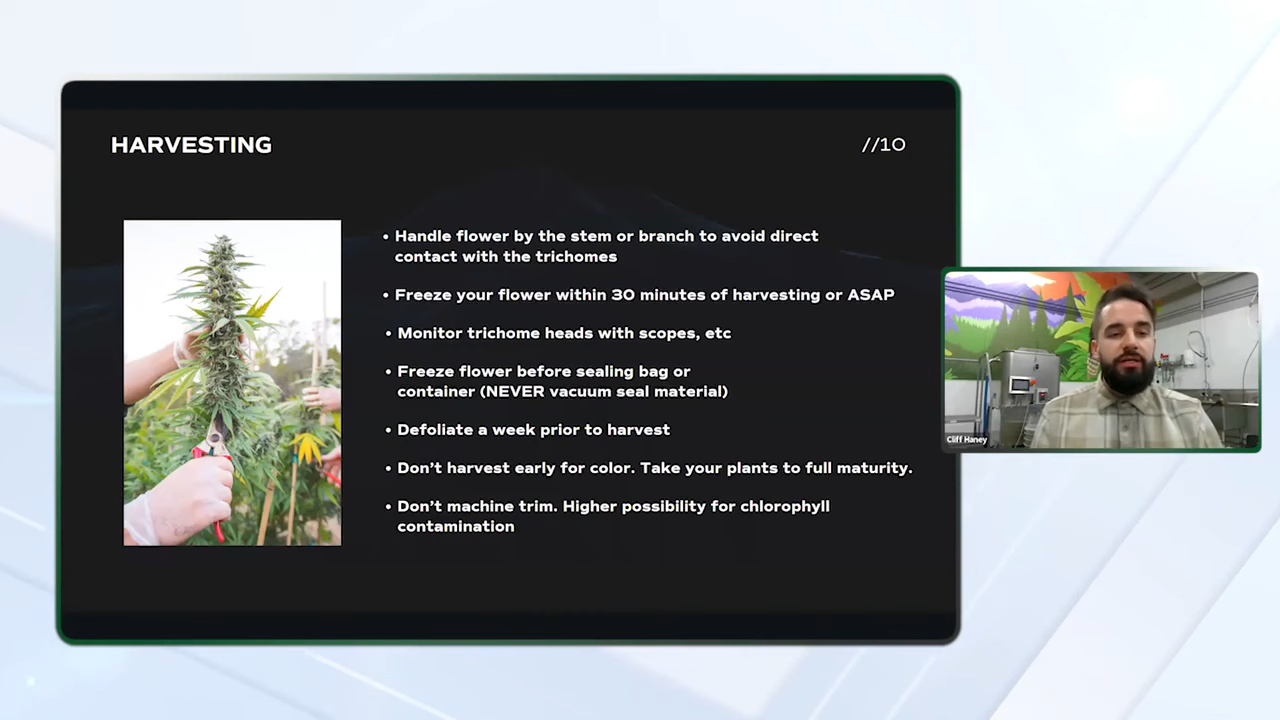 HARVESTING
//10
• Handle flower by the stem or branch to avoid direct
contact with the trichomes
• Freeze your flower within 30 minutes of harvesting or ASAP
• Monitor trichome heads with scopes, etc
• Freeze flower before sealing bag or
container (NEVER vacuum seal material)
• Defoliate a week prior to harvest
• Don’t harvest early for color. Take your plants to full maturity.
• Don’t machine trim. Higher possibility for chlorophyll
contamination
Cliff Haney